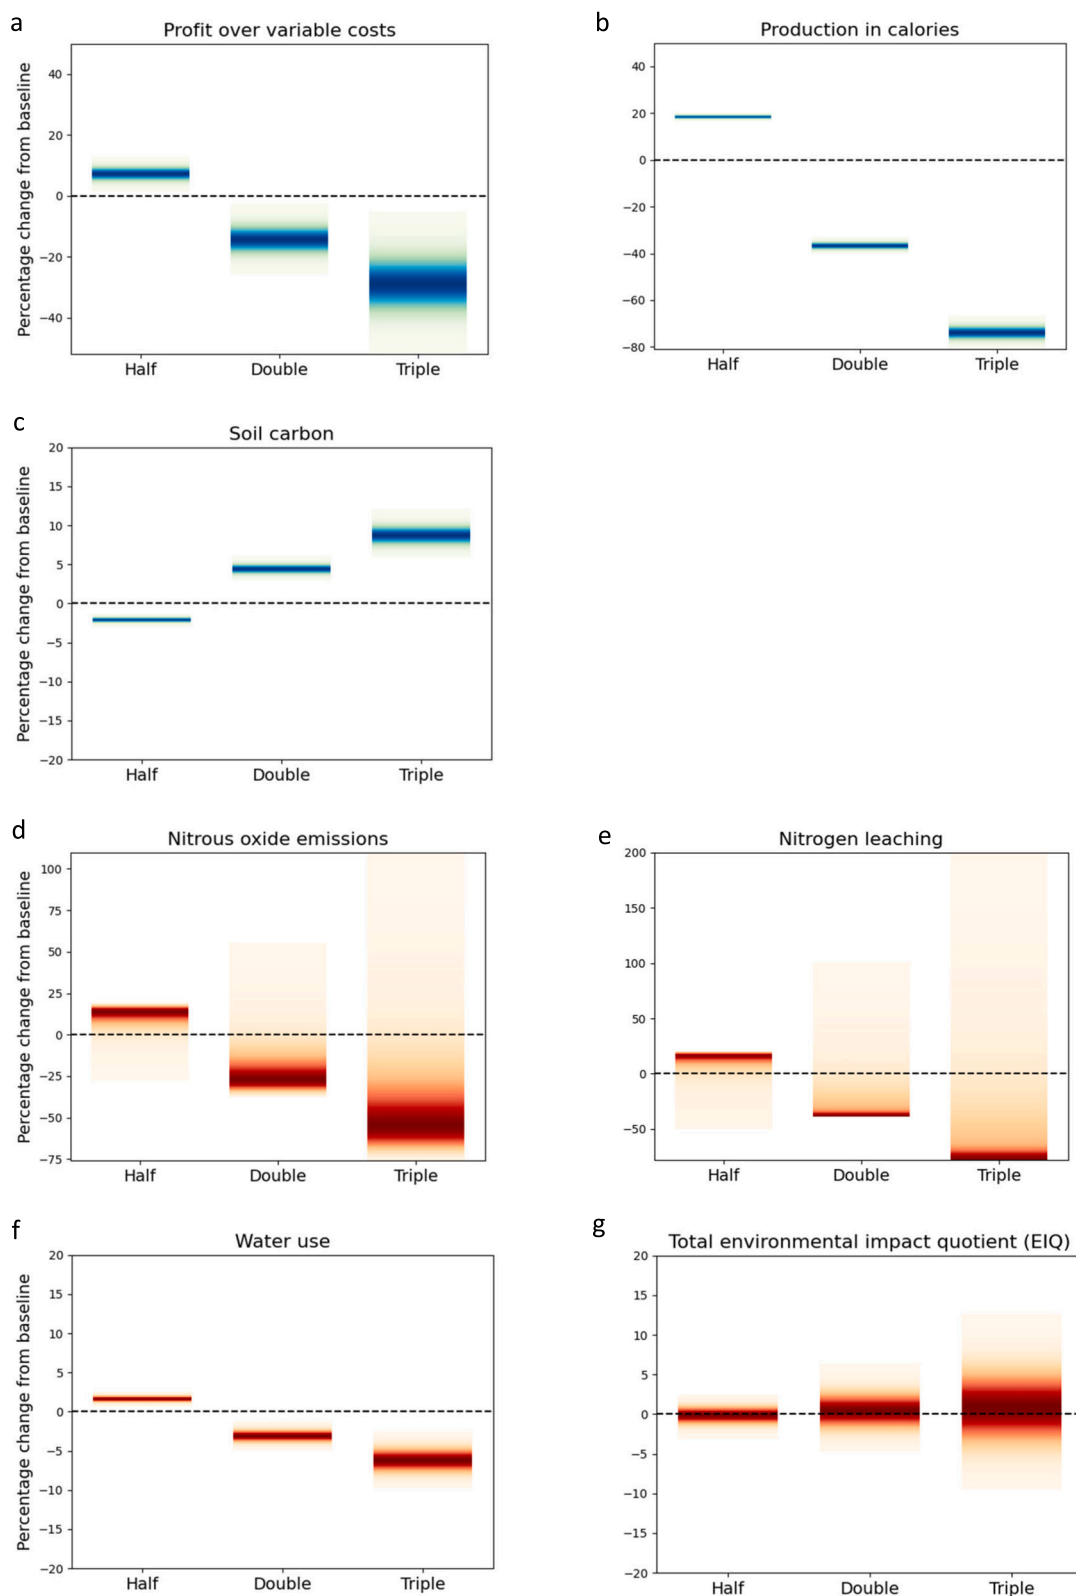 a
Profit over variable costs
Percentage change from baseline
40
20
0
−20
−40
Half Double Triple
b
Production in calories
40
20
0
−20
−40
−60
−80
Half Double Triple
c
Soil carbon
Percentage change from baseline
20
15
10
5
0
−5
−10
−15
−20
Half Double Triple
d
Nitrous oxide emissions
Percentage change from baseline
100
75
50
25
0
−25
−50
−75
Half Double Triple
e
Nitrogen leaching
200
150
100
50
0
−50
Half Double Triple
f
Water use
Percentage change from baseline
20
15
10
5
0
−5
−10
−15
−20
Half Double Triple
g
Total environmental impact quotient (EIQ)
20
15
10
5
0
−5
−10
−15
−20
Half Double Triple